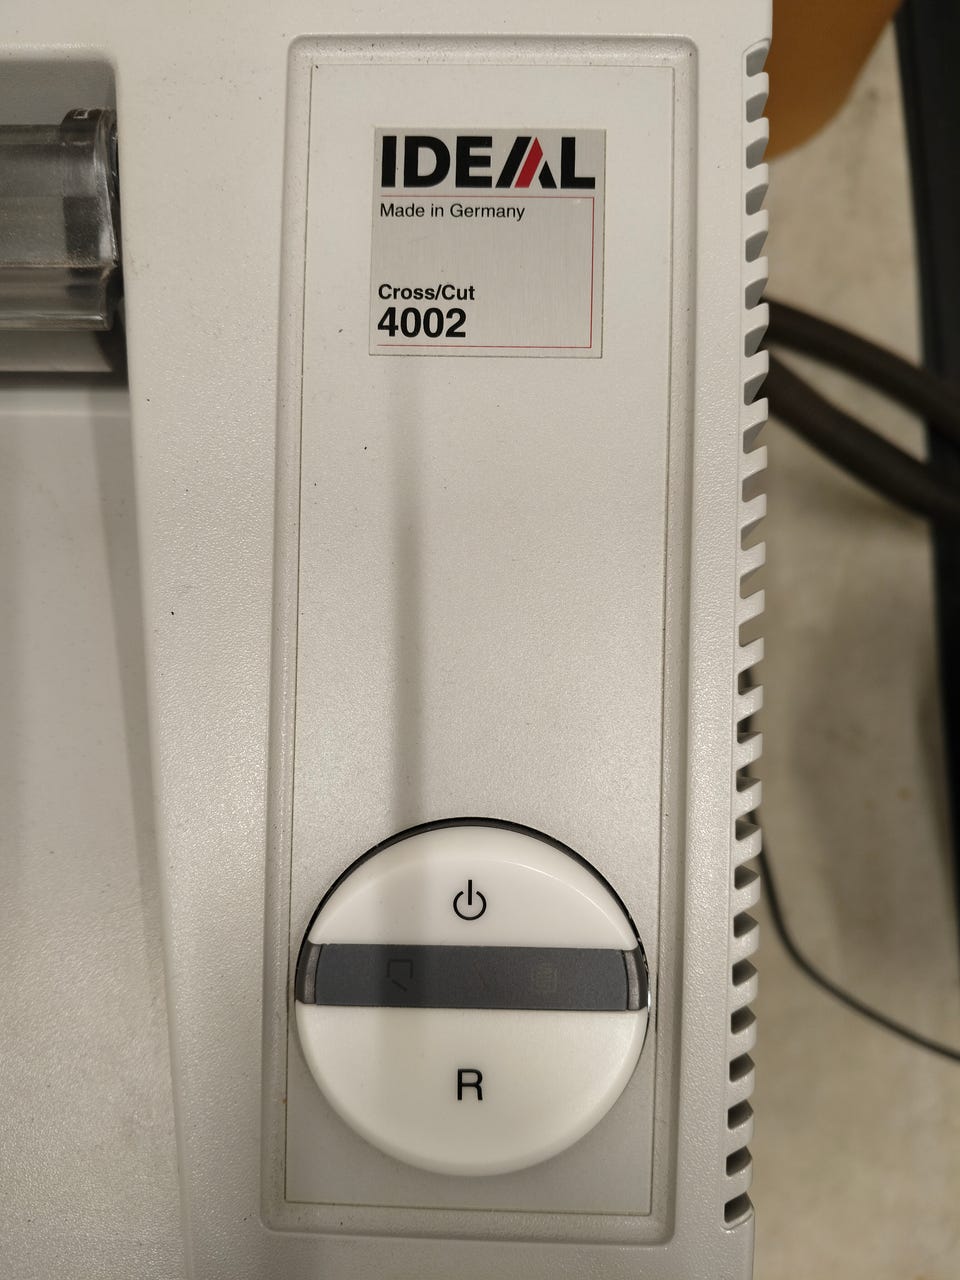 IDEAL
Made in Germany
Cross/Cut
4002
R